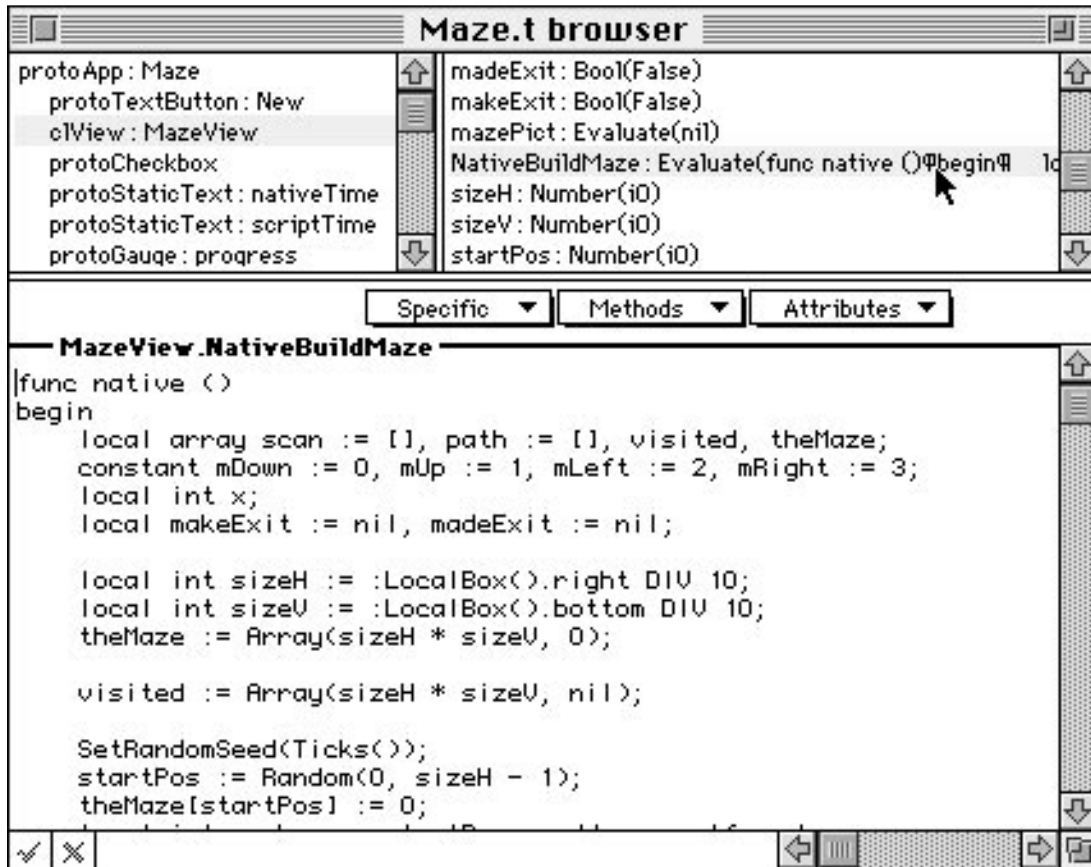 Maze.t browser
protoApp : Maze
protoTextButton : New
clView : MazeView
protoCheckbox
protoStaticText : nativeTime
protoStaticText : scriptTime
protoGauge : progress
madeExit : Bool(False)
makeExit : Bool(False)
mazePict : Evaluate(nil)
NativeBuildMaze : Evaluate(func native ()¶begin¶
sizeH : Number(i0)
sizeV : Number(i0)
startPos : Number(i0)
Specific ▼ Methods ▼ Attributes ▼
MazeView.NativeBuildMaze
func native ()
begin
local array scan := [], path := [], visited, theMaze;
constant mDown := 0, mUp := 1, mLeft := 2, mRight := 3;
local int x;
local makeExit := nil, madeExit := nil;
local int sizeH := :LocalBox().right DIV 10;
local int sizeV := :LocalBox().bottom DIV 10;
theMaze := Array(sizeH * sizeV, 0);
visited := Array(sizeH * sizeV, nil);
SetRandomSeed(Ticks());
startPos := Random(0, sizeH - 1);
theMaze[startPos] := 0;